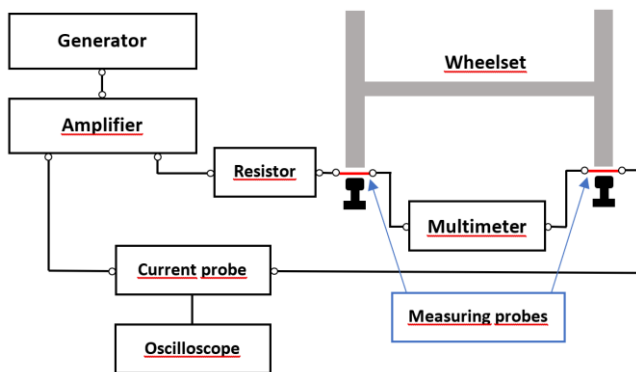 Generator
Wheelset
Amplifier
Resistor
Multimeter
Current probe
Measuring probes
Oscilloscope